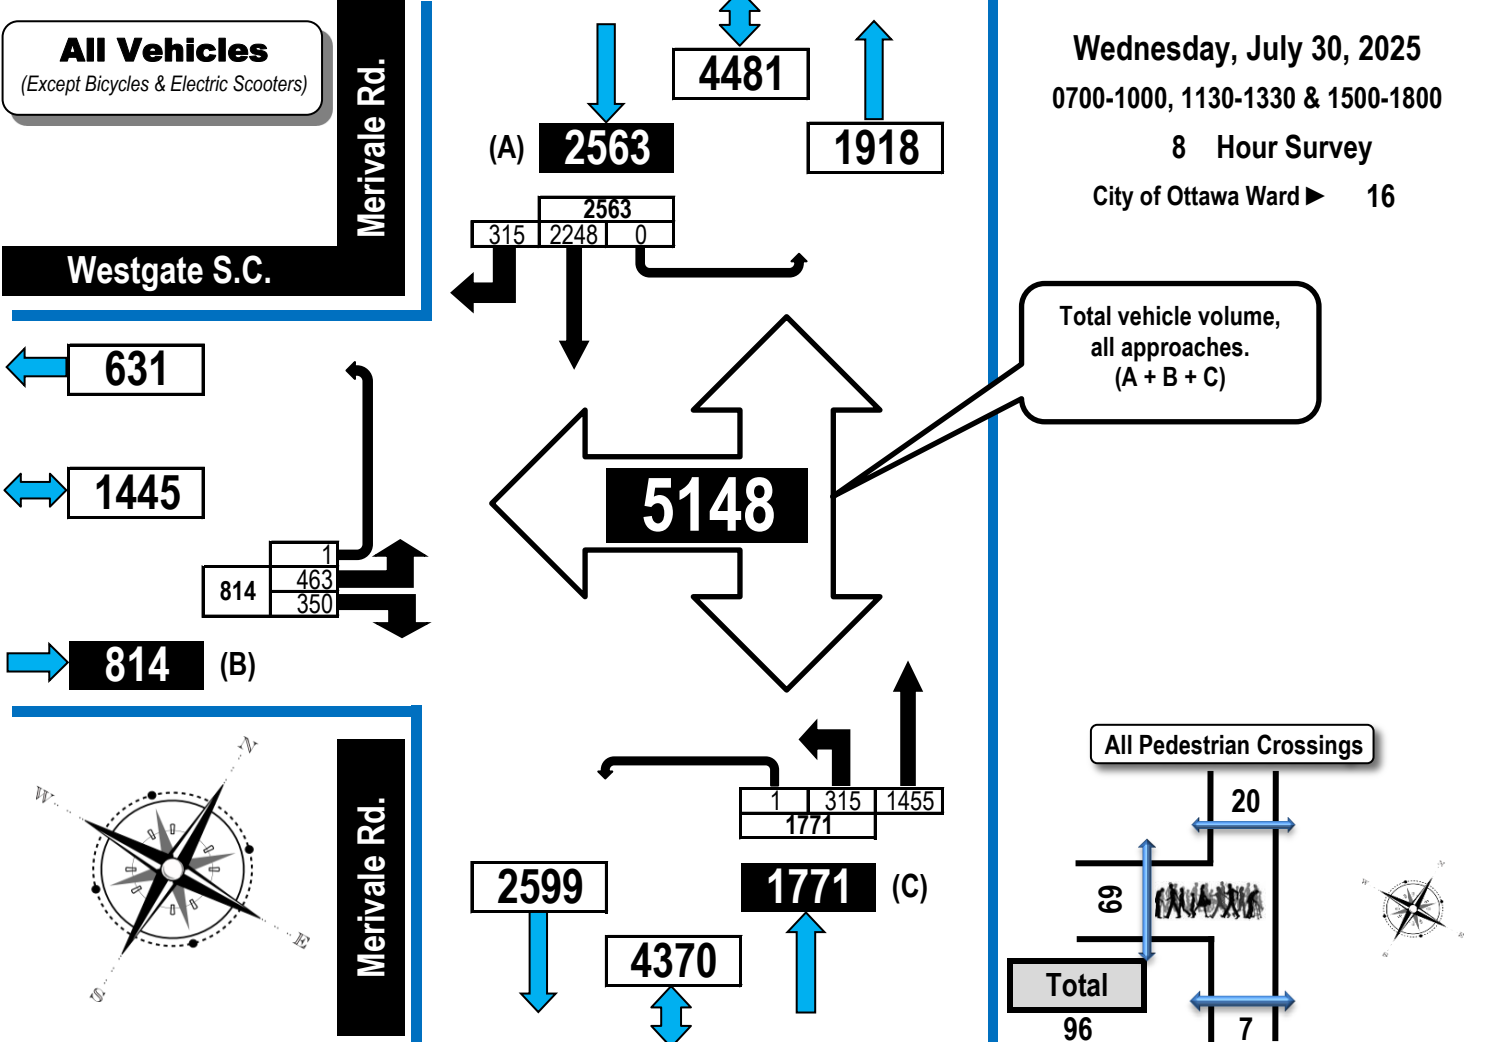 All Vehicles
(Except Bicycles & Electric Scooters)
Merivale Rd.
Westgate S.C.
4481
(A)
2563
1918
2563
315 2248 0
Wednesday, July 30, 2025
0700-1000, 1130-1330 & 1500-1800
8 Hour Survey
City of Ottawa Ward ► 16
Total vehicle volume,
all approaches.
(A + B + C)
631
1445
5148
1
814
463
350
814
(B)
N
W
E
S
Merivale Rd.
1 315 1455
1771
2599
1771
(C)
4370
All Pedestrian Crossings
20
69
Total
96
7